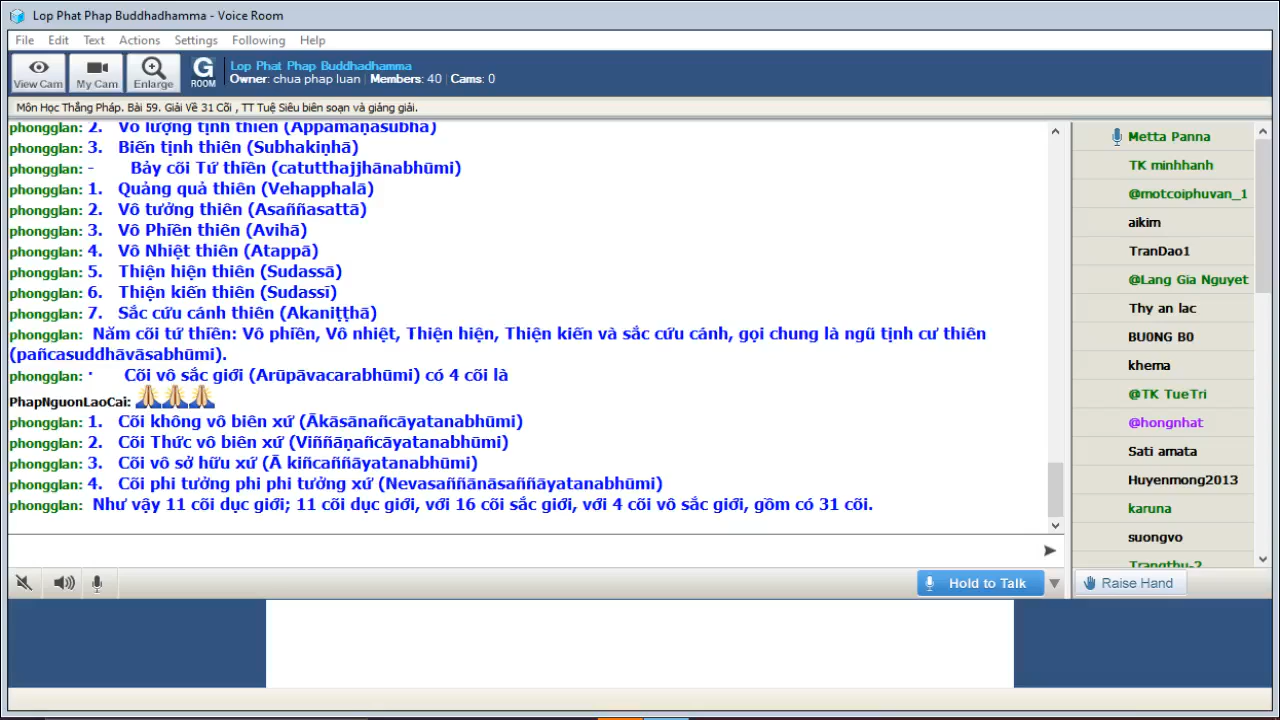 Lop Phat Phap Buddhadhamma - Voice Room
File Edit Text Actions Settings Following Help
View Cam My Cam Enlarge G ROOM
Lop Phat Phap Buddhadhamma
Owner: chua phap luan | Members: 40 | Cams: 0
Môn Học Thắng Pháp. Bài 59. Giải Về 31 Cõi , TT Tuệ Siêu biên soạn và giảng giải.
phongglan: 2. Vô lượng tịnh thiên (Appamaṇasubhā)
phongglan: 3. Biến tịnh thiên (Subhakiṇhā)
phongglan: - Bảy cõi Tứ thiền (catutthajjhānabhūmi)
phongglan: 1. Quảng quả thiên (Vehapphalā)
phongglan: 2. Vô tưởng thiên (Asaññasattā)
phongglan: 3. Vô Phiền thiên (Avihā)
phongglan: 4. Vô Nhiệt thiên (Atappā)
phongglan: 5. Thiện hiện thiên (Sudassā)
phongglan: 6. Thiện kiến thiên (Sudassī)
phongglan: 7. Sắc cứu cánh thiên (Akaniṭṭhā)
phongglan: Năm cõi tứ thiền: Vô phiền, Vô nhiệt, Thiện hiện, Thiện kiến và sắc cứu cánh, gọi chung là ngũ tịnh cư thiên
(pañcasuddhāvāsabhūmi).
phongglan: · Cõi vô sắc giới (Arūpāvacarabhūmi) có 4 cõi là
PhapNguonLaoCai:
phongglan: 1. Cõi không vô biên xứ (Ākāsānañcāyatanabhūmi)
phongglan: 2. Cõi Thức vô biên xứ (Viññāṇañcāyatanabhūmi)
phongglan: 3. Cõi vô sở hữu xứ (Ā kiñcaññāyatanabhūmi)
phongglan: 4. Cõi phi tưởng phi phi tưởng xứ (Nevasaññānāsaññāyatanabhūmi)
phongglan: Như vậy 11 cõi dục giới; 11 cõi dục giới, với 16 cõi sắc giới, với 4 cõi vô sắc giới, gồm có 31 cõi.
Metta Panna
TK minhhanh
@motcoiphuvan_1
aikim
TranDao1
@Lang Gia Nguyet
Thy an lac
BU0NG B0
khema
@TK TueTri
@hongnhat
Sati amata
Huyenmong2013
karuna
suongvo
Trangthu-2
Hold to Talk
Raise Hand